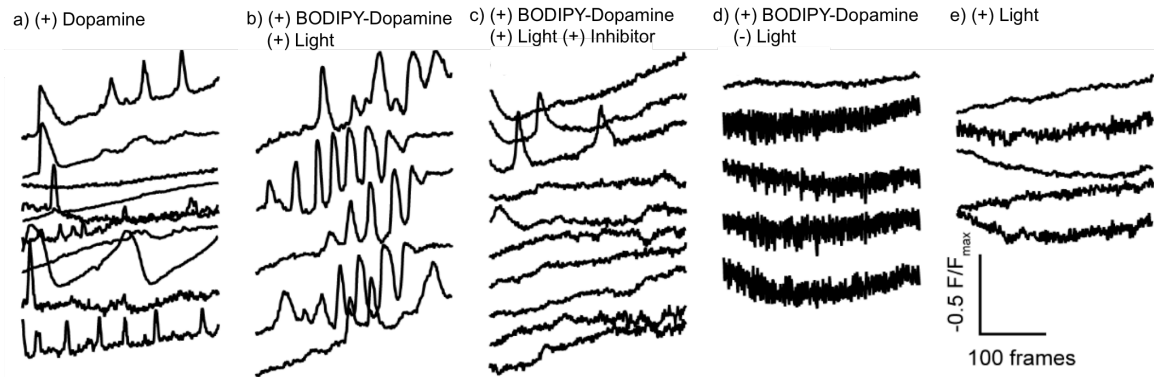 a) (+) Dopamine
b) (+) BODIPY-Dopamine
(+) Light
c) (+) BODIPY-Dopamine
(+) Light (+) Inhibitor
d) (+) BODIPY-Dopamine
(-) Light
e) (+) Light
-0.5 F/Fmax
100 frames